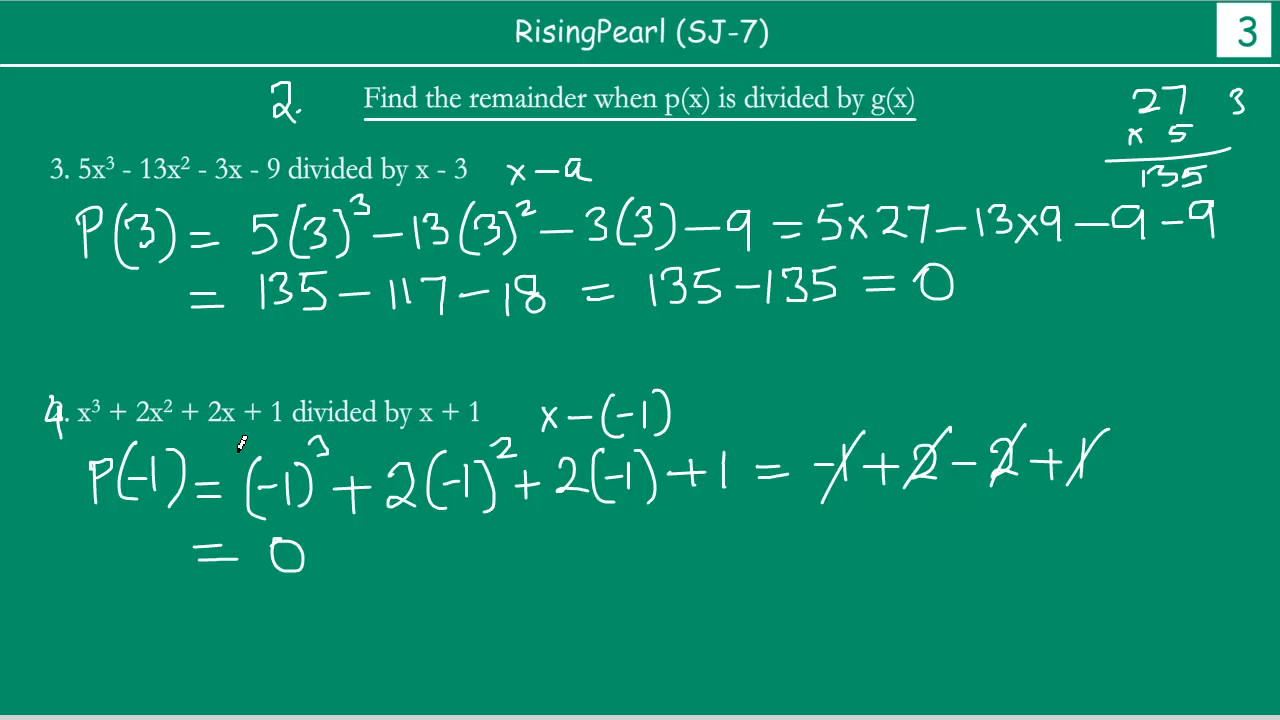 RisingPearl (SJ-7)
3
2. Find the remainder when p(x) is divided by g(x)
27 3
x 5
135
3. 5x³ - 13x² - 3x - 9 divided by x - 3 x - a
P(3) = 5(3)³ - 13(3)² - 3(3) - 9 = 5x27 - 13x9 - 9 - 9
= 135 - 117 - 18 = 135 - 135 = 0
4. x³ + 2x² + 2x + 1 divided by x + 1 x - (-1)
P(-1) = (-1)³ + 2(-1)² + 2(-1) + 1 = -1 + 2 - 2 + 1
= 0